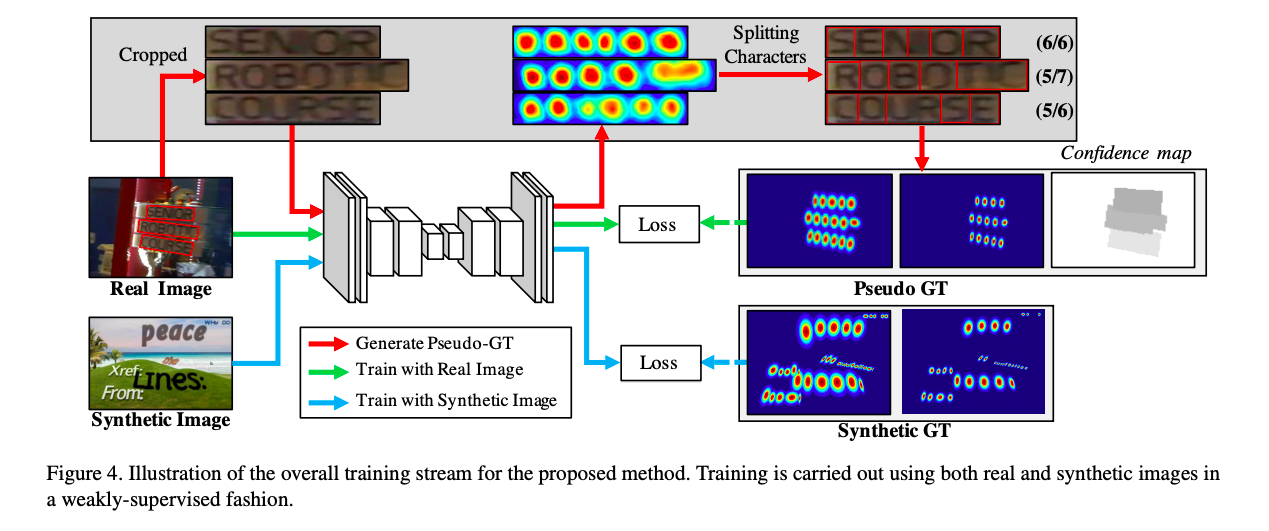 Cropped
SENIOR
ROBOTIC
COURSE
Splitting
Characters
SENIOR
ROBOTIC
COURSE
(6/6)
(5/7)
(5/6)
Confidence map
SENIOR
ROBOTIC
COURSE
Real Image
Loss
Pseudo GT
peace
the
Xref:
Lines:
From:
Synthetic Image
Generate Pseudo-GT
Train with Real Image
Train with Synthetic Image
Loss
Synthetic GT
Figure 4. Illustration of the overall training stream for the proposed method. Training is carried out using both real and synthetic images in
a weakly-supervised fashion.